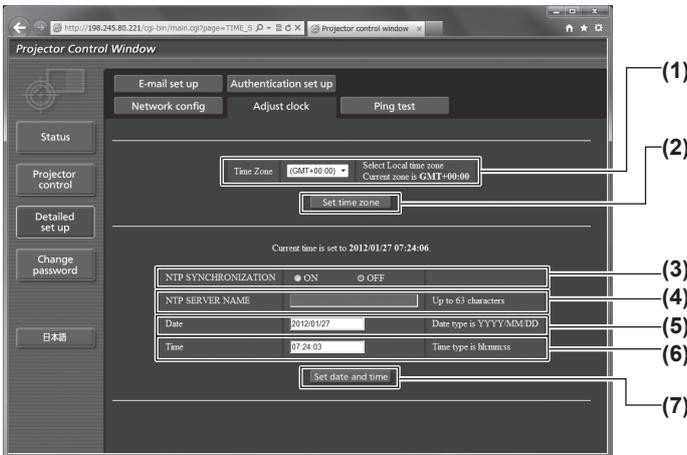 http://198.245.80.221/cgi-bin/main.cgi?page=TIME_S
Projector control window
Projector Control Window
E-mail set up
Authentication set up
Network config
Adjust clock
Ping test
Status
Projector control
Detailed set up
Change password
日本語
Time Zone
(GMT+00:00)
Select Local time zone
Current zone is GMT+00:00
Set time zone
Current time is set to 2012/01/27 07:24:06.
NTP SYNCHRONIZATION ON OFF
NTP SERVER NAME Up to 63 characters
Date 2012/01/27 Date type is YYYY/MM/DD
Time 07:24:03 Time type is hh:mm:ss
Set date and time
(1)
(2)
(3)
(4)
(5)
(6)
(7)